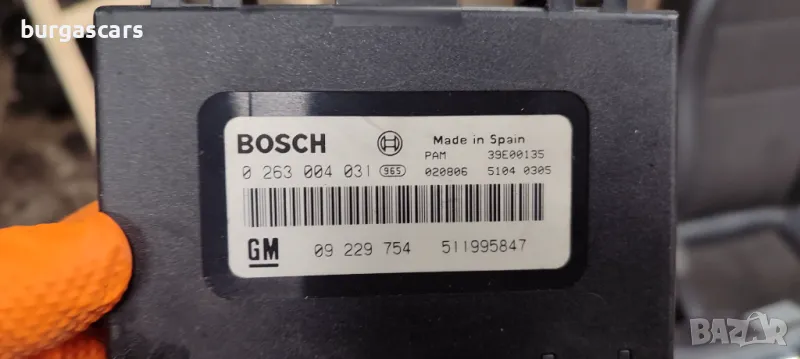 burgascars
BOSCH Made in Spain
PAM 39E00135
0 263 004 031 965 020806 5104 0305
GM 09 229 754 511995847
BAZAR